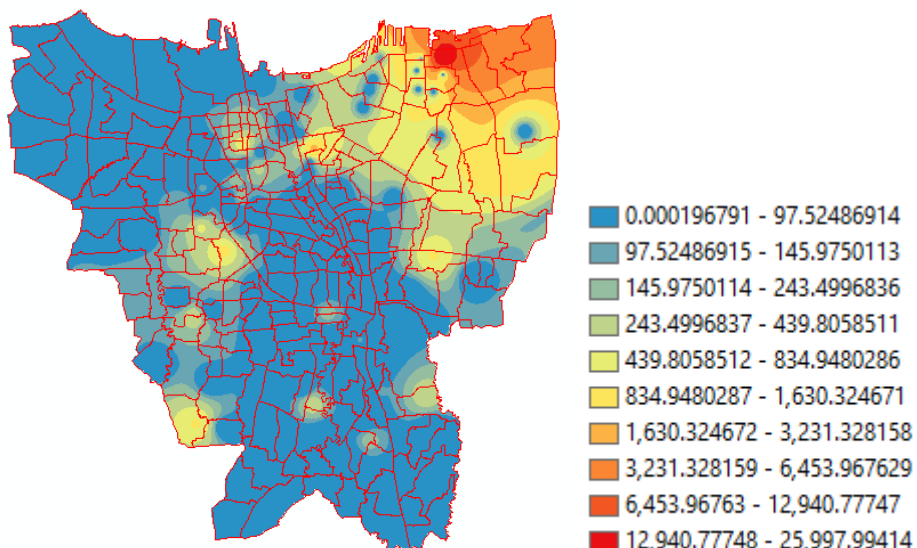 0.000196791 - 97.52486914
97.52486915 - 145.9750113
145.9750114 - 243.4996836
243.4996837 - 439.8058511
439.8058512 - 834.9480286
834.9480287 - 1,630.324671
1,630.324672 - 3,231.328158
3,231.328159 - 6,453.967629
6,453.96763 - 12,940.77747
12,940.77748 - 25,997.99414